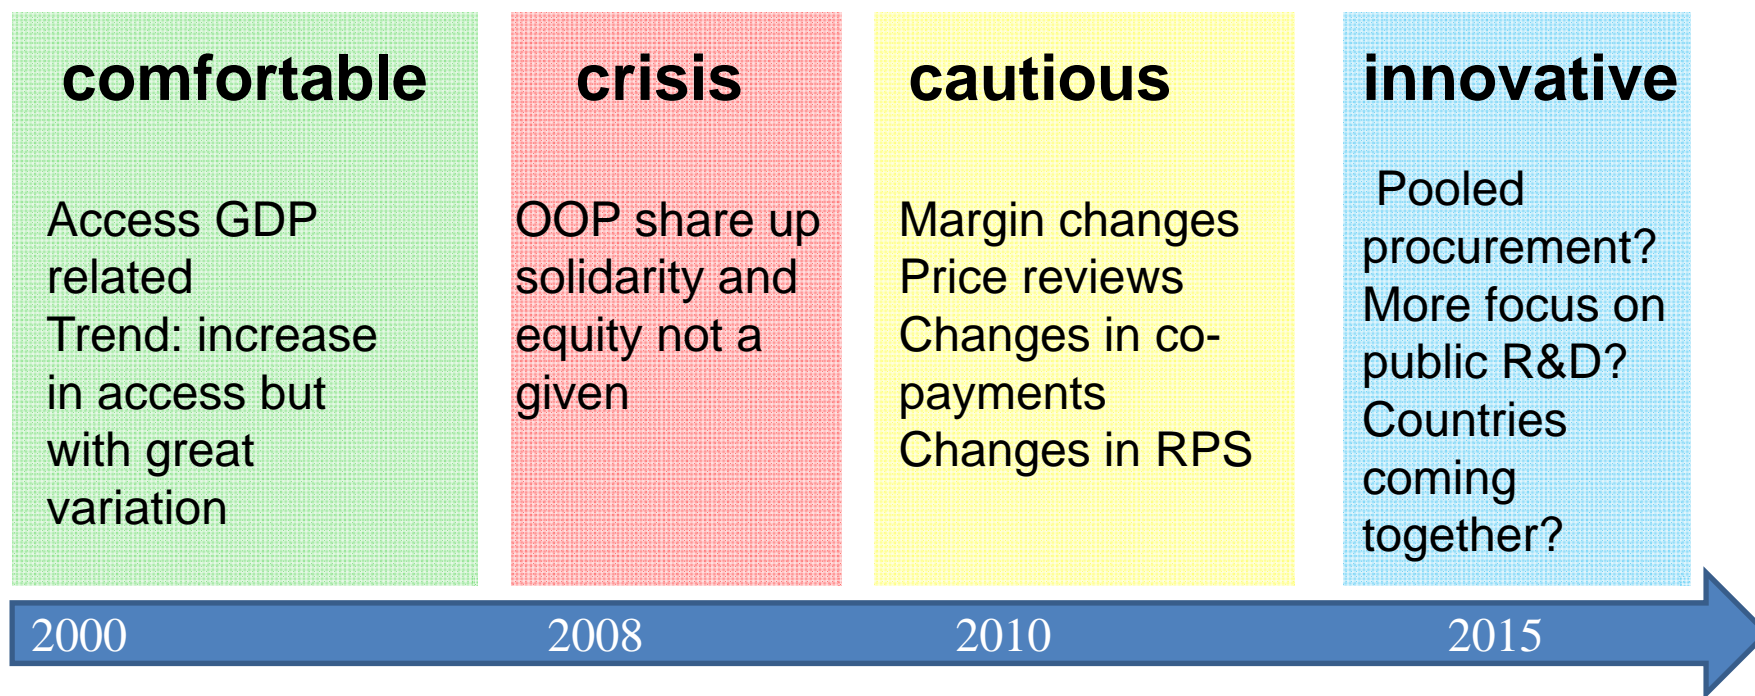 comfortable
Access GDP
related
Trend: increase
in access but
with great
variation
crisis
OOP share up
solidarity and
equity not a
given
cautious
Margin changes
Price reviews
Changes in co-
payments
Changes in RPS
innovative
Pooled
procurement?
More focus on
public R&D?
Countries
coming
together?
2000
2008
2010
2015